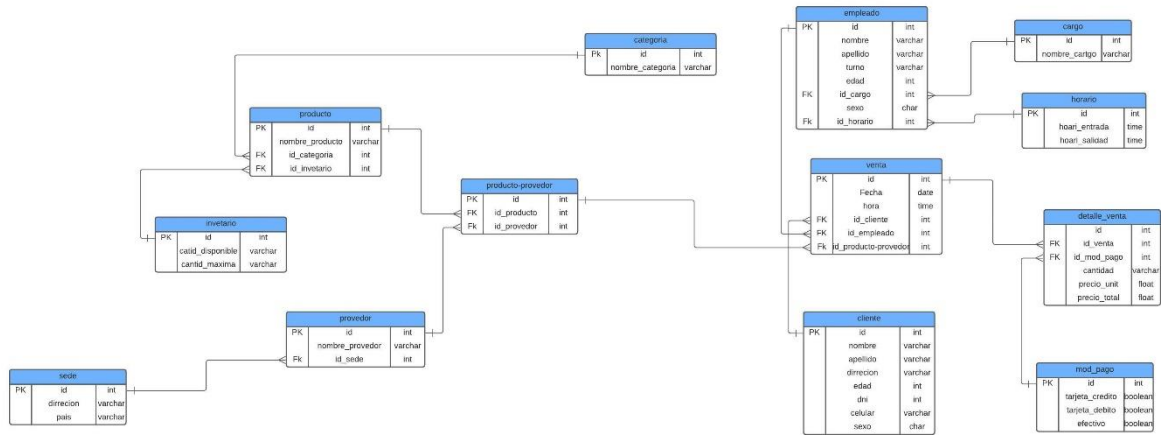 empleado
PK id int
nombre varchar
apellido varchar
turno varchar
edad int
FK id_cargo int
sexo char
Fk id_horario int
cargo
PK id int
nombre_cartgo varchar
categoria
Pk id int
nombre_categoria varchar
horario
PK id int
hoari_entrada time
hoari_salidad time
producto
PK id int
nombre_producto varchar
FK id_categoria int
FK id_invetario int
venta
PK id int
Fecha date
hora time
FK id_cliente int
FK id_empleado int
Fk id_producto-provedor int
producto-provedor
PK id int
FK id_producto int
Fk id_provedor int
detalle_venta
id int
FK id_venta int
FK id_mod_pago int
cantidad varchar
precio_unit float
precio_total float
invetario
PK id int
catid_disponible varchar
cantid_maxima varchar
provedor
PK id int
nombre_provedor varchar
Fk id_sede int
cliente
PK id int
nombre varchar
apellido varchar
dirrecion varchar
edad int
dni int
celular varchar
sexo char
sede
PK id int
dirrecion varchar
pais varchar
mod_pago
PK id int
tarjeta_credito boolean
tarjeta_debito boolean
efectivo boolean